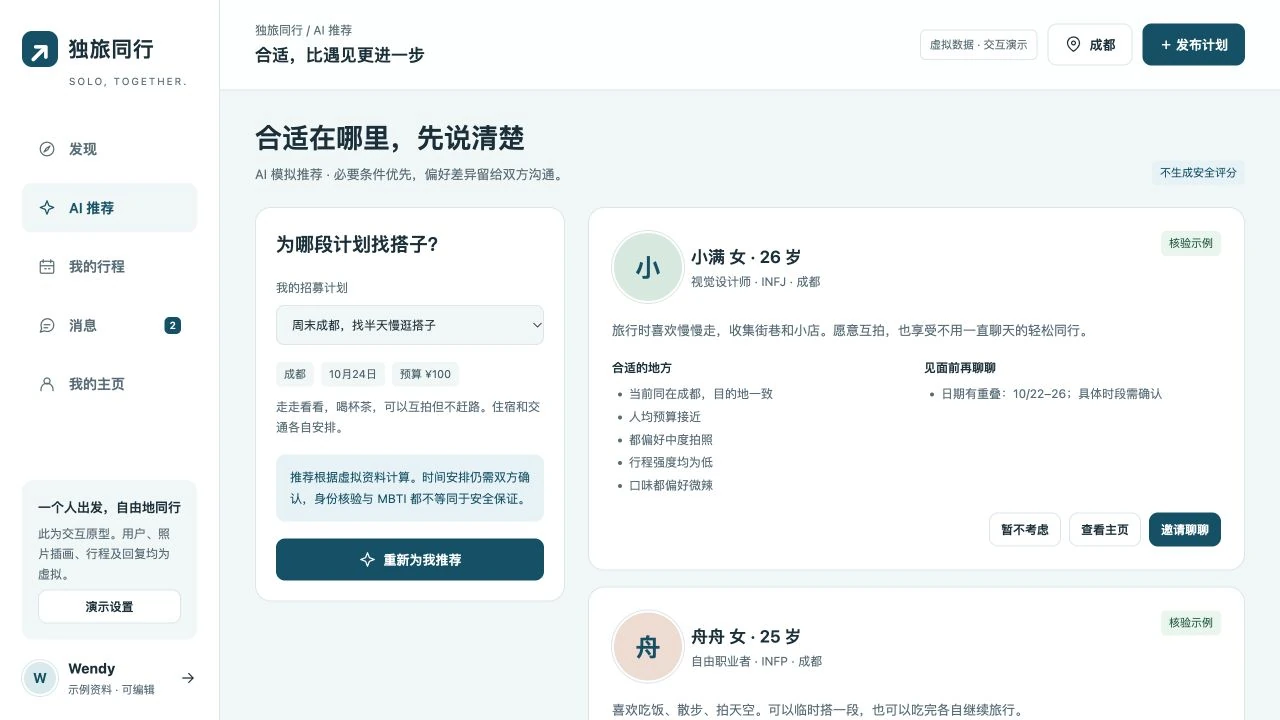 独旅同行
SOLO, TOGETHER.
发现
AI 推荐
我的行程
消息 2
我的主页
一个人出发，自由地同行
此为交互原型。用户、照
片插画、行程及回复均为
虚拟。
演示设置
W
Wendy
示例资料 · 可编辑
独旅同行 / AI 推荐
合适，比遇见更进一步
虚拟数据 · 交互演示
成都
+ 发布计划
合适在哪里，先说清楚
AI 模拟推荐 · 必要条件优先，偏好差异留给双方沟通。
不生成安全评分
为哪段计划找搭子？
我的招募计划
周末成都，找半天慢逛搭子
成都 10月24日 预算 ¥100
走走看看，喝杯茶，可以互拍但不赶路。住宿和交
通各自安排。
推荐根据虚拟资料计算。时间安排仍需双方确
认，身份核验与 MBTI 都不等同于安全保证。
重新为我推荐
小
小满 女 · 26 岁
视觉设计师 · INFJ · 成都
核验示例
旅行时喜欢慢慢走，收集街巷和小店。愿意互拍，也享受不用一直聊天的轻松同行。
合适的地方
• 当前同在成都，目的地一致
• 人均预算接近
• 都偏好中度拍照
• 行程强度均为低
• 口味都偏好微辣
见面前再聊聊
• 日期有重叠：10/22–26；具体时段需确认
暂不考虑 查看主页 邀请聊聊
舟
舟舟 女 · 25 岁
自由职业者 · INFP · 成都
核验示例
喜欢吃饭、散步、拍天空。可以临时搭一段，也可以吃完各自继续旅行。